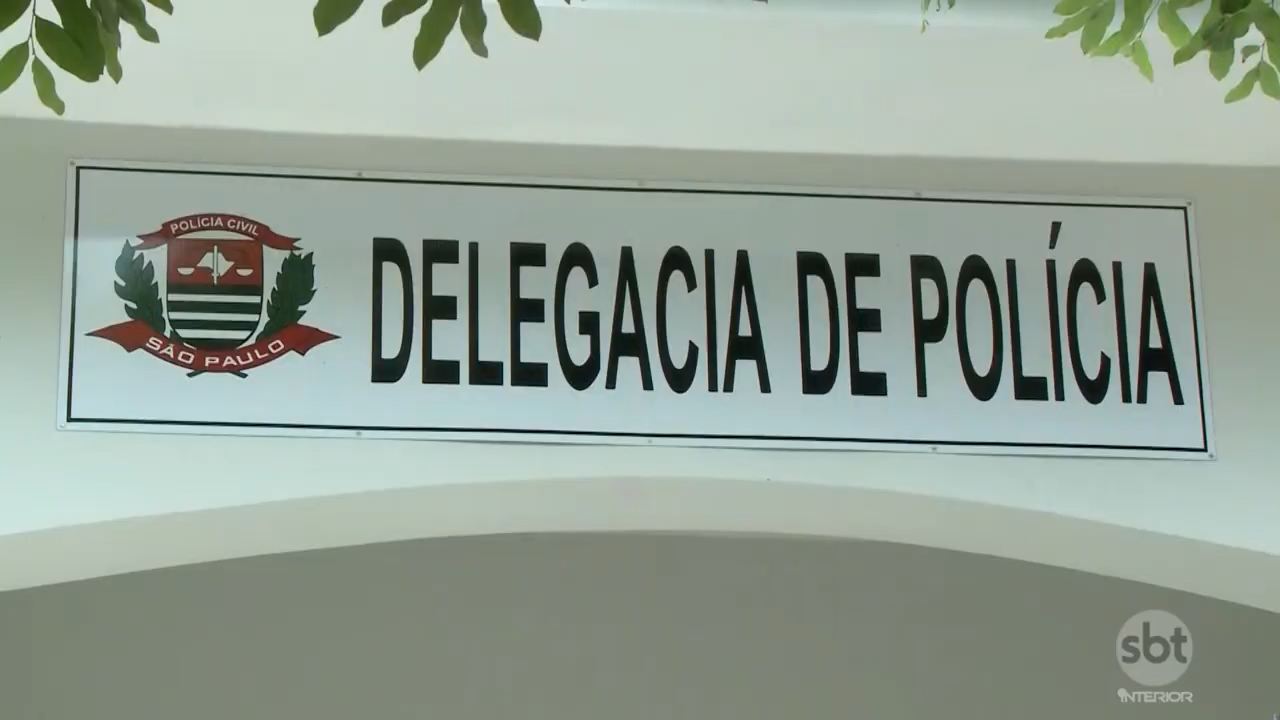 POLÍCIA CIVIL
SÃO PAULO
DELEGACIA DE POLÍCIA
sbt
INTERIOR